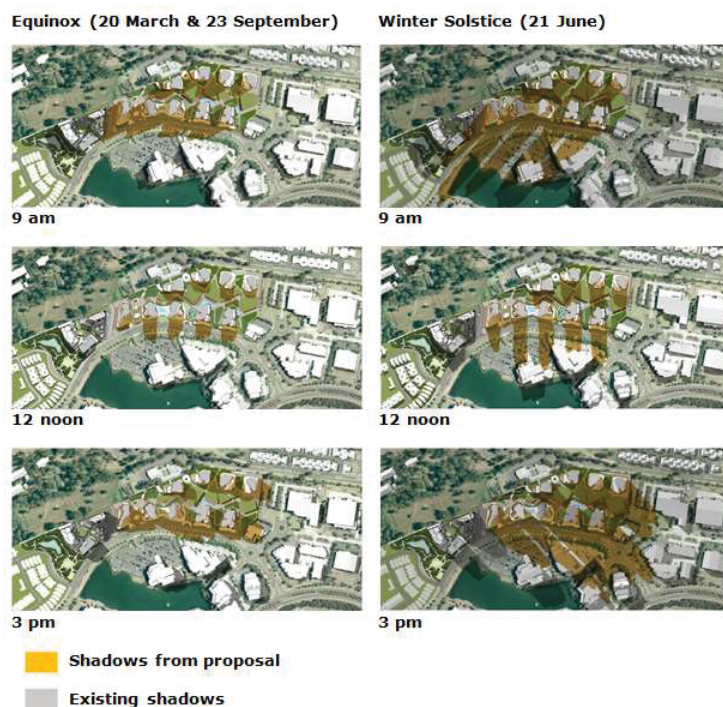 Equinox (20 March & 23 September)
Winter Solstice (21 June)
9 am
9 am
12 noon
12 noon
3 pm
3 pm
Shadows from proposal
Existing shadows